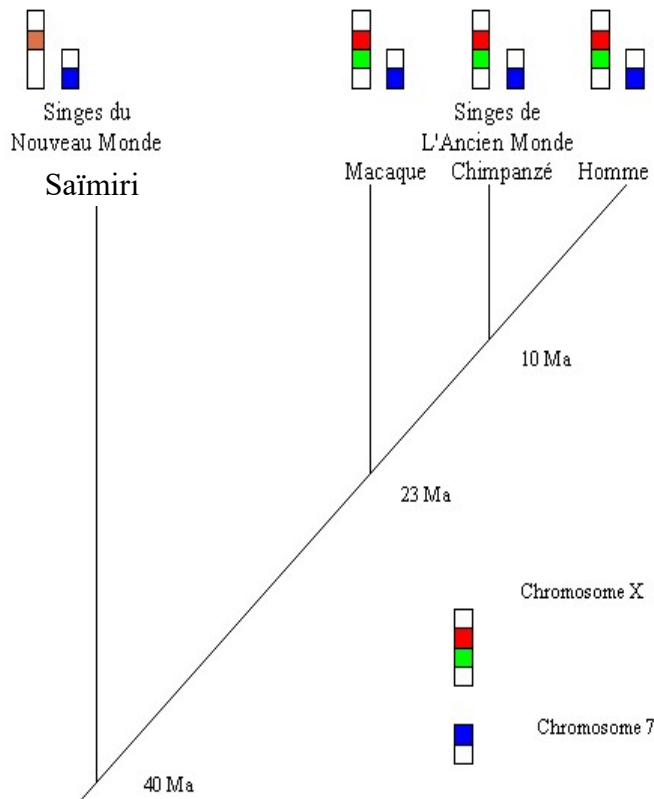 Singes du
Nouveau Monde
Saïmiri
Singes de
L'Ancien Monde
Macaque
Chimpanzé
Homme
10 Ma
23 Ma
Chromosome X
Chromosome 7
40 Ma